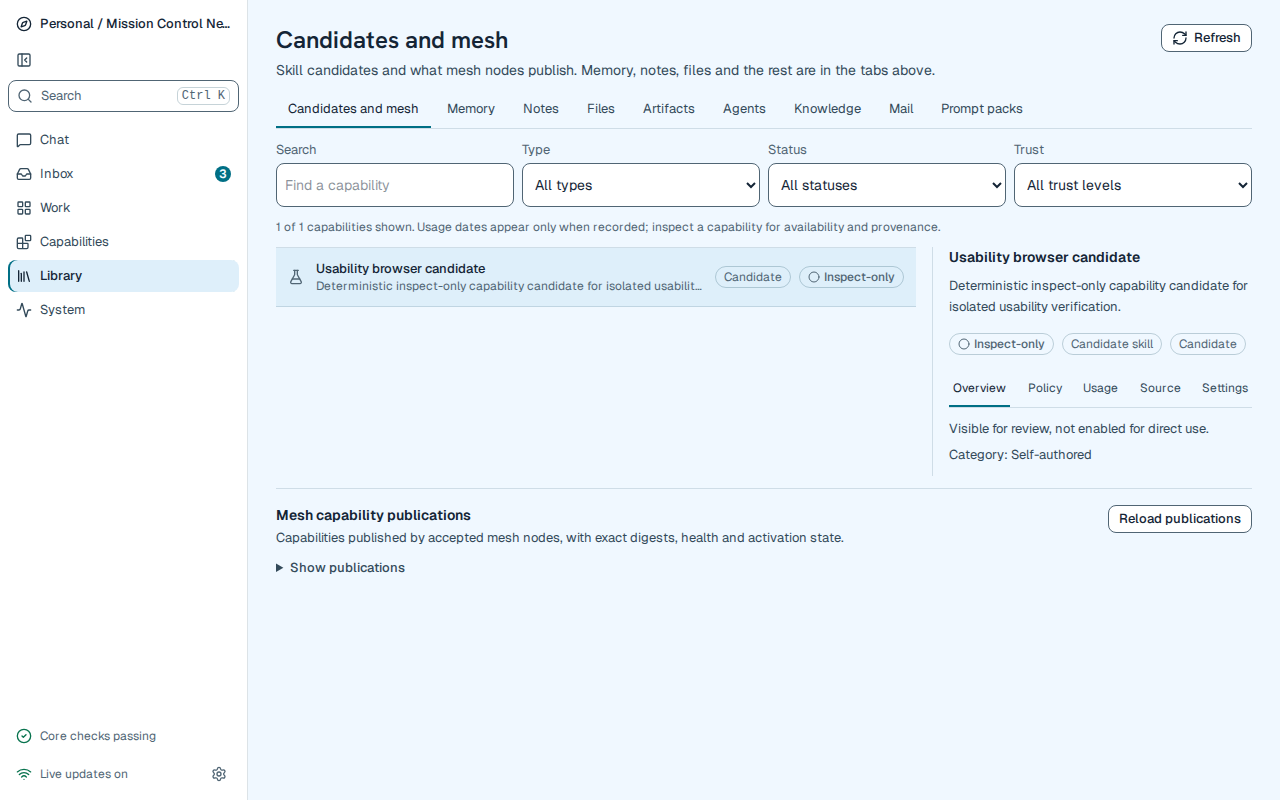 Personal / Mission Control Ne...
Search
Ctrl K
Chat
Inbox
3
Work
Capabilities
Library
System
Core checks passing
Live updates on
Candidates and mesh
Refresh
Skill candidates and what mesh nodes publish. Memory, notes, files and the rest are in the tabs above.
Candidates and mesh
Memory
Notes
Files
Artifacts
Agents
Knowledge
Mail
Prompt packs
Search
Type
Status
Trust
Find a capability
All types
All statuses
All trust levels
1 of 1 capabilities shown. Usage dates appear only when recorded; inspect a capability for availability and provenance.
Usability browser candidate
Deterministic inspect-only capability candidate for isolated usabilit...
Candidate
Inspect-only
Usability browser candidate
Deterministic inspect-only capability candidate for
isolated usability verification.
Inspect-only
Candidate skill
Candidate
Overview
Policy
Usage
Source
Settings
Visible for review, not enabled for direct use.
Category: Self-authored
Mesh capability publications
Reload publications
Capabilities published by accepted mesh nodes, with exact digests, health and activation state.
Show publications